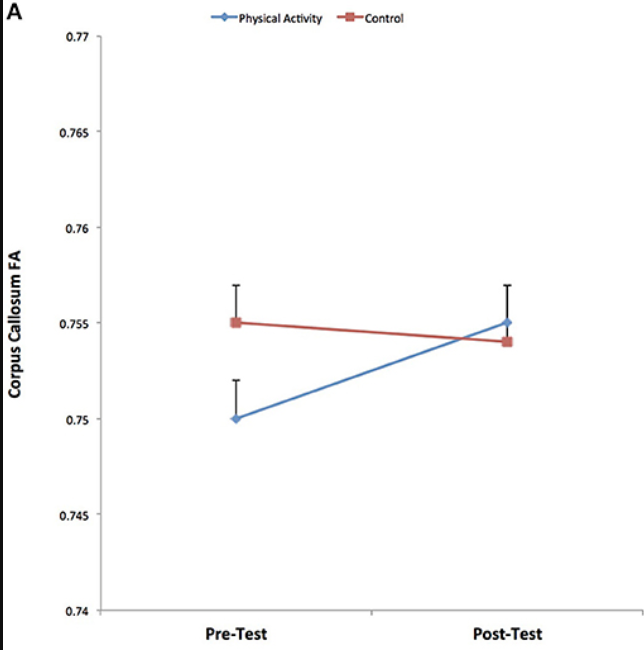 A
Physical Activity Control
0.77
0.765
0.76
0.755
0.75
0.745
0.74
Corpus Callosum FA
Pre-Test Post-Test